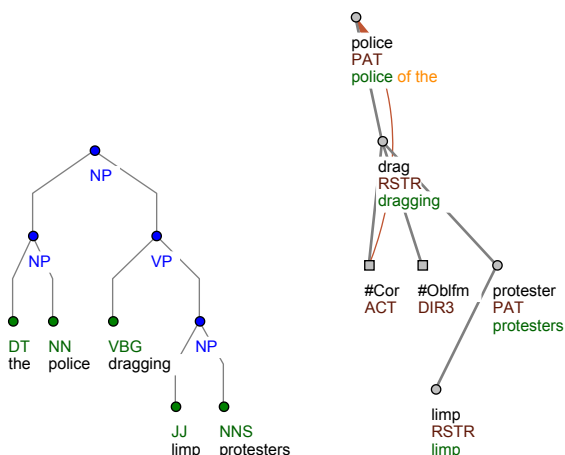 police
PAT
police of the
NP
drag
RSTR
dragging
NP
VP
#Cor
ACT
#Oblfm
DIR3
protester
PAT
protesters
DT
the
NN
police
VBG
dragging
NP
limp
RSTR
limp
JJ
limp
NNS
protesters